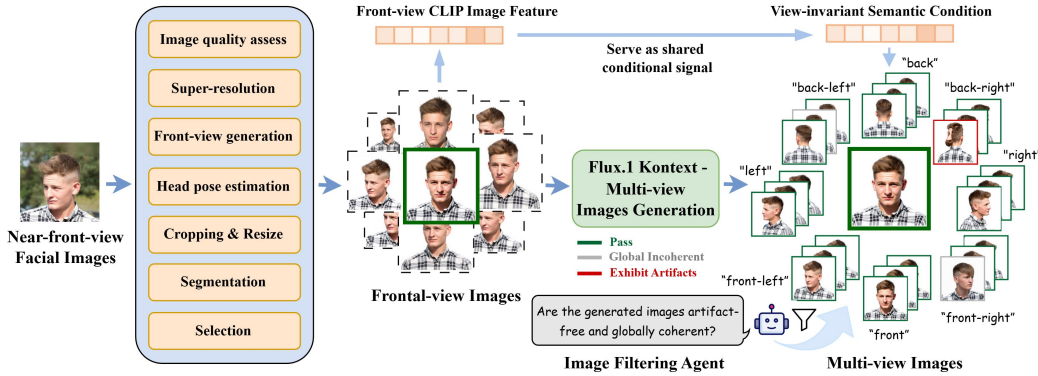 Front-view CLIP Image Feature
View-invariant Semantic Condition
Image quality assess
Super-resolution
Front-view generation
Head pose estimation
Cropping & Resize
Segmentation
Selection
Near-front-view
Facial Images
Frontal-view Images
Serve as shared
conditional signal
Flux.1 Kontext -
Multi-view
Images Generation
Pass
Global Incoherent
Exhibit Artifacts
Are the generated images artifact-
free and globally coherent?
Image Filtering Agent
"back"
"back-left"
"back-right"
"left"
"right"
"front-left"
"front-right"
"front"
Multi-view Images